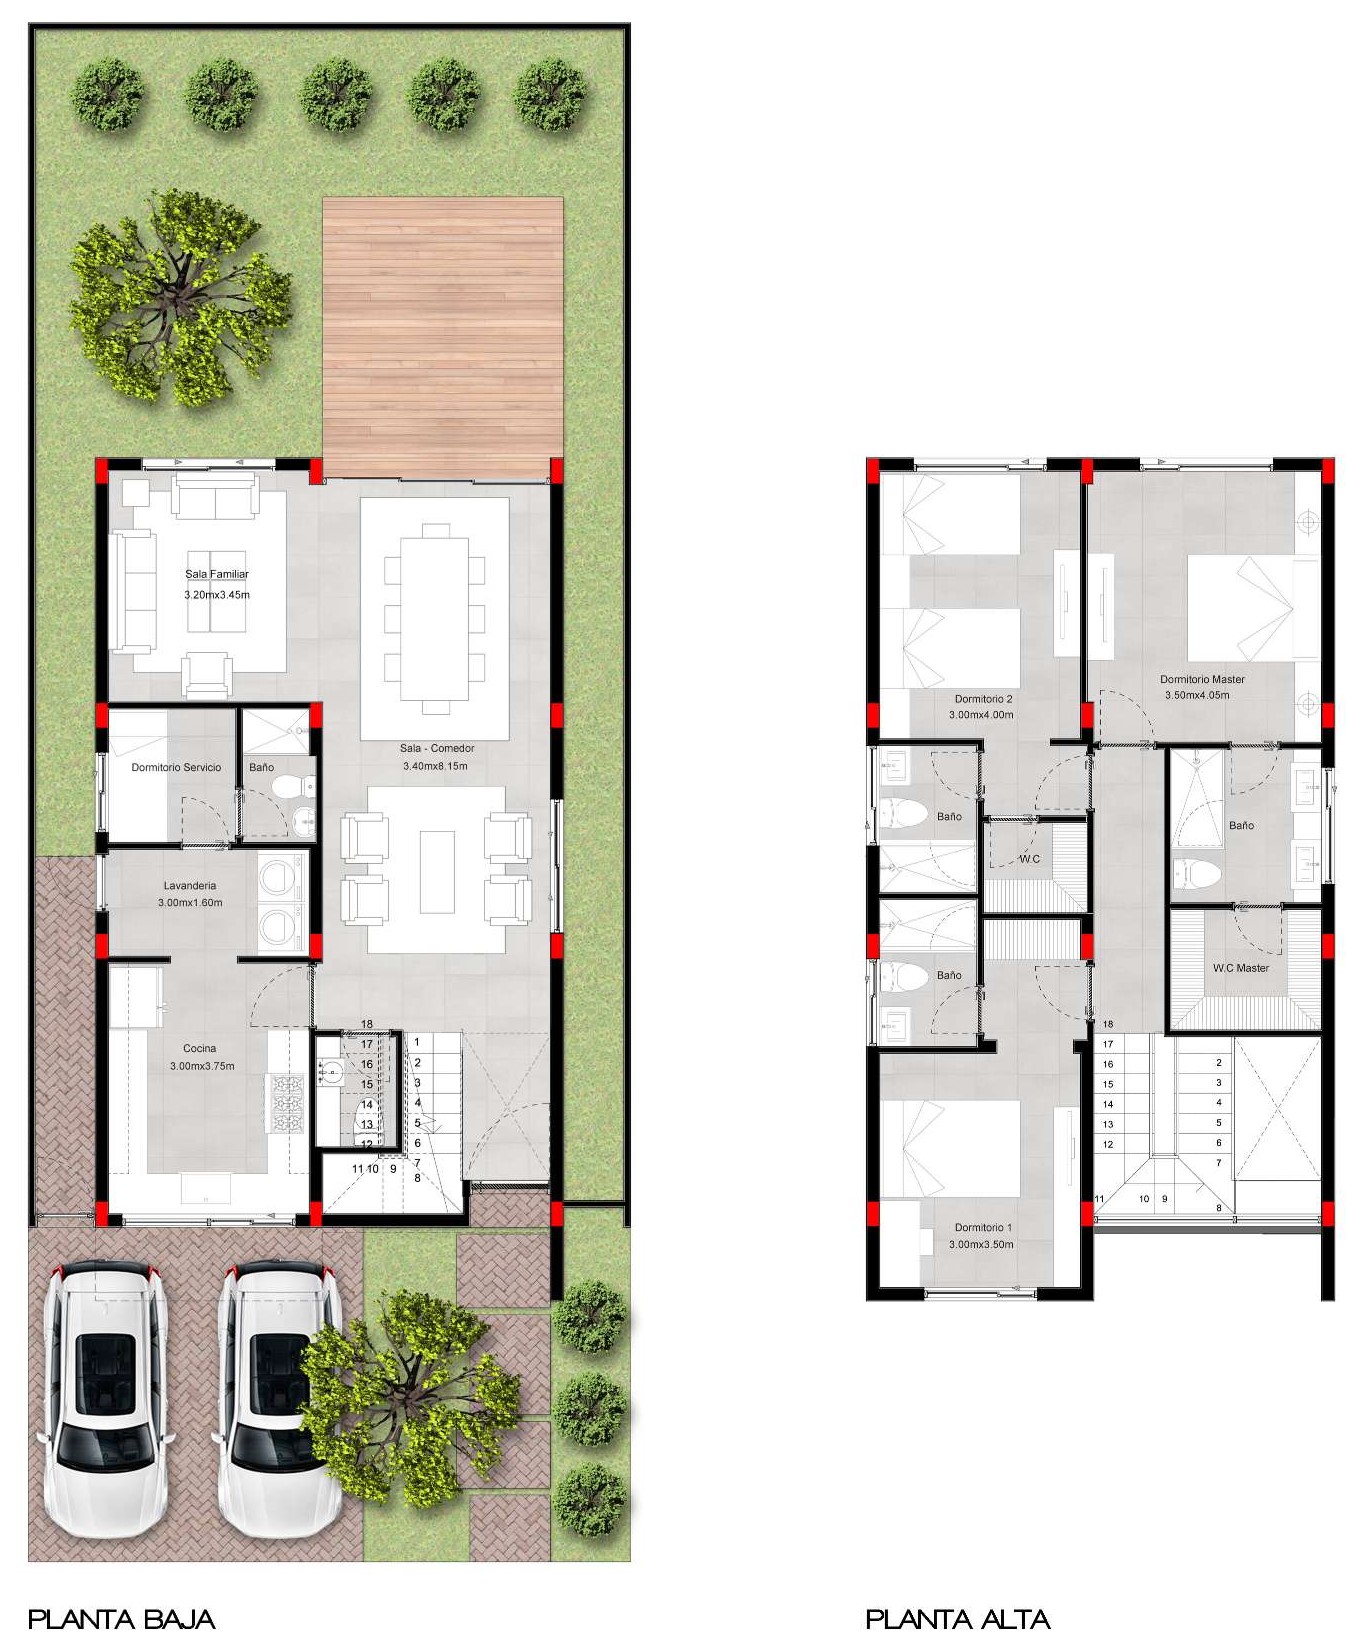 Sala Familiar
3.20mx3.45m
Sala - Comedor
3.40mx8.15m
Dormitorio Servicio
Baño
Lavanderia
3.00mx1.60m
Cocina
3.00mx3.75m
18
17
16
15
14
13
12
11 10 9
1
2
3
4
5
6
7
8
PLANTA BAJA
Dormitorio 2
3.00mx4.00m
Dormitorio Master
3.50mx4.05m
Baño
W.C
Baño
Baño
W.C Master
18
17
16
15
14
13
12
11 10 9
2
3
4
5
6
7
8
Dormitorio 1
3.00mx3.50m
PLANTA ALTA